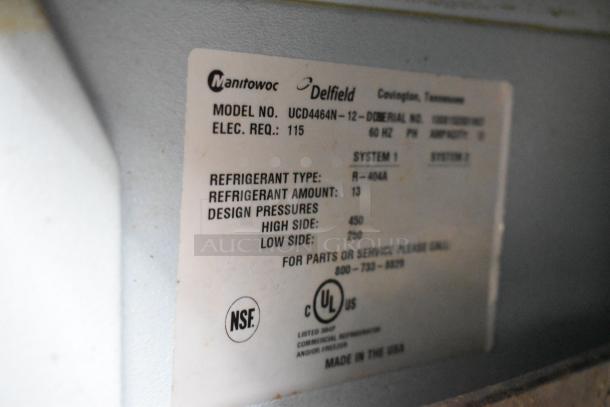 Manitowoc Delfield Covington, Tennessee
MODEL NO. UCD4464N-12- SERIAL NO.
ELEC. REQ.: 115 60 HZ PH AMPACITY:
SYSTEM 1 SYSTEM 2
REFRIGERANT TYPE: R-404A
REFRIGERANT AMOUNT: 13
DESIGN PRESSURES
HIGH SIDE: 450
LOW SIDE: 250
AUCTION GROUP
FOR PARTS OR SERVICE PLEASE CALL:
800-733-8829
NSF.
C UL US
LISTED
COMMERCIAL REFRIGERATOR
AND/OR FREEZER
MADE IN THE USA